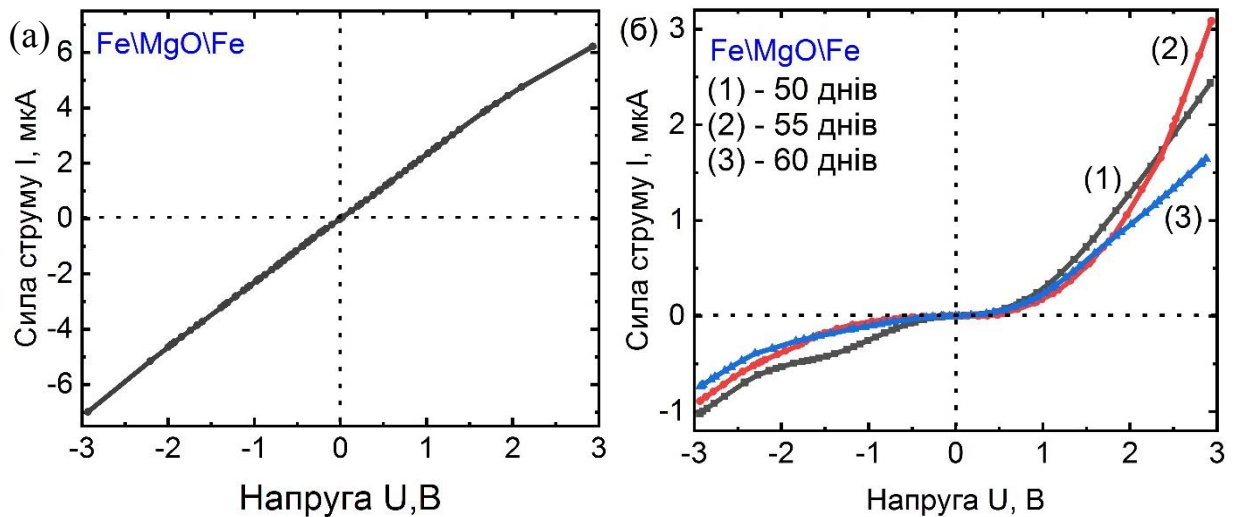 (а)
Fe\MgO\Fe
Сила струму I, мкА
6
4
2
0
-2
-4
-6
-3 -2 -1 0 1 2 3
Напруга U,В
(б)
Fe\MgO\Fe
(1) - 50 днів
(2) - 55 днів
(3) - 60 днів
(2)
(1)
(3)
Сила струму I, мкА
3
2
1
0
-1
-3 -2 -1 0 1 2 3
Напруга U, В